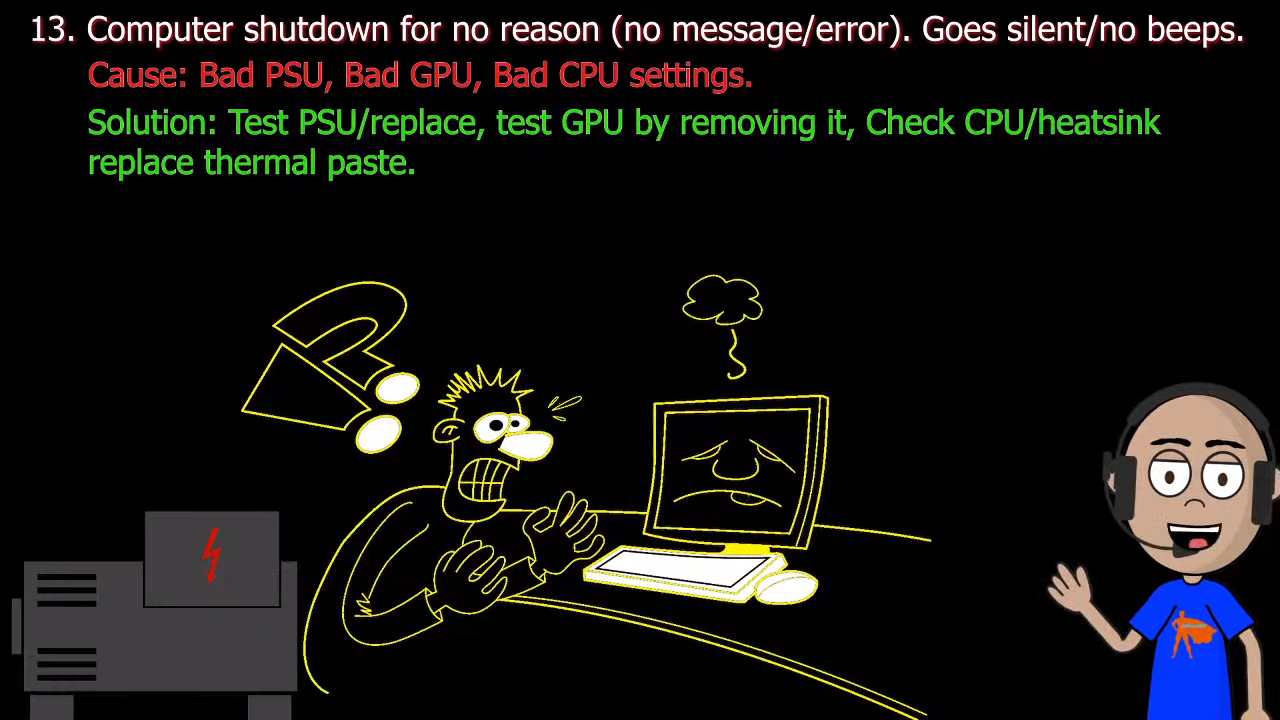 13. Computer shutdown for no reason (no message/error). Goes silent/no beeps.
Cause: Bad PSU, Bad GPU, Bad CPU settings.
Solution: Test PSU/replace, test GPU by removing it, Check CPU/heatsink
replace thermal paste.